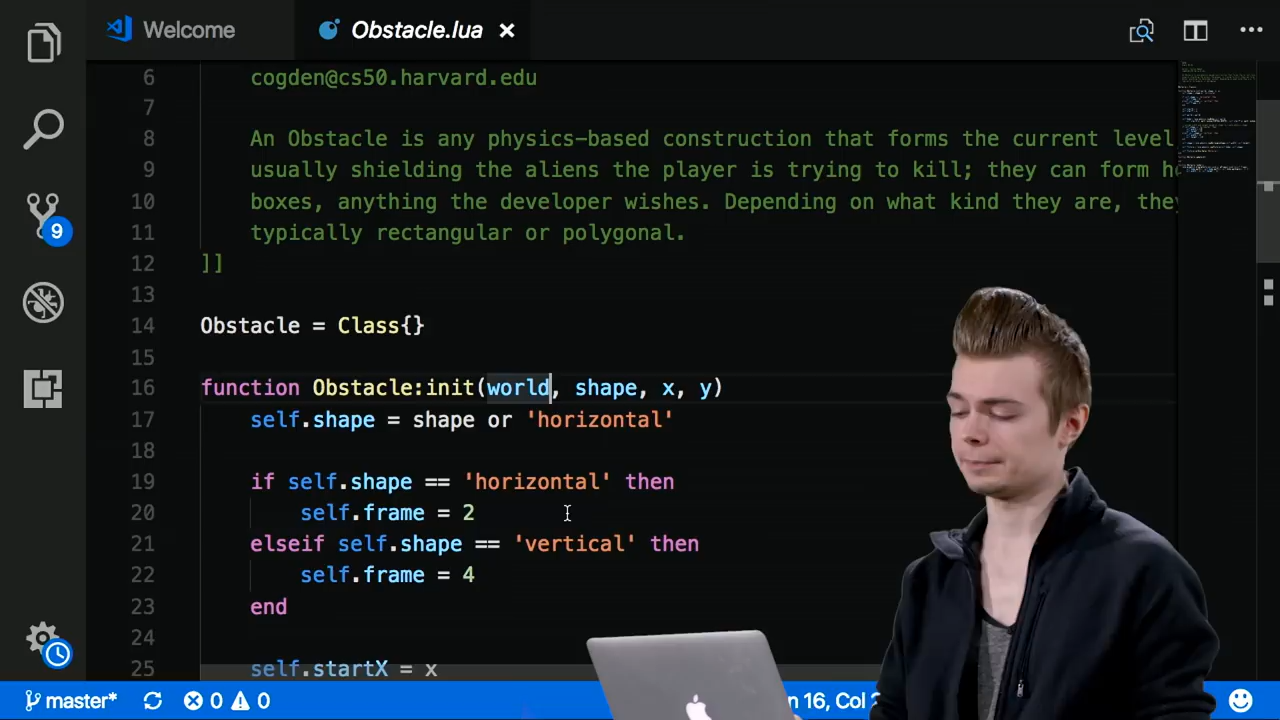 Welcome
Obstacle.lua
6 cogden@cs50.harvard.edu
7
8 An Obstacle is any physics-based construction that forms the current level
9 usually shielding the aliens the player is trying to kill; they can form
10 boxes, anything the developer wishes. Depending on what kind they are, they
11 typically rectangular or polygonal.
12 ]]
13
14 Obstacle = Class{}
15
16 function Obstacle:init(world, shape, x, y)
17 self.shape = shape or 'horizontal'
18
19 if self.shape == 'horizontal' then
20 self.frame = 2
21 elseif self.shape == 'vertical' then
22 self.frame = 4
23 end
24
25 self.startX = x
9
master* 0 0 n 16, Col